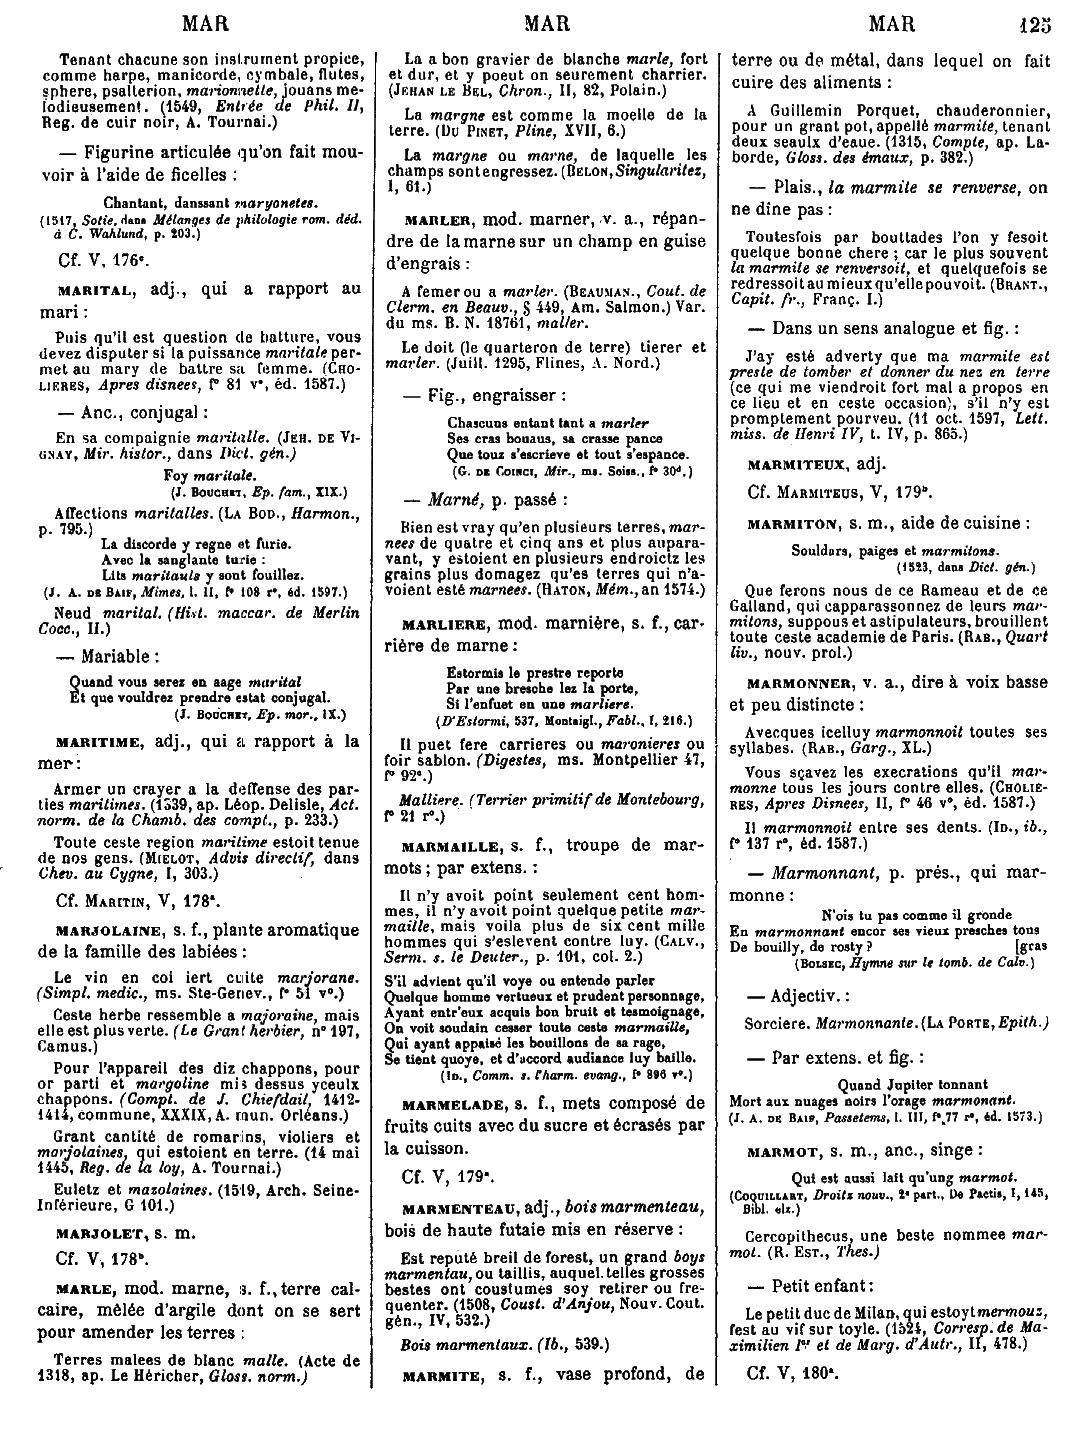 MAR
MAR
MAR
125
Tenant chacune son instrument propice,
comme harpe, manicorde, cymbale, flutes,
sphere, psalterion, marionnette, jouans me-
lodieusement. (1549, Entrée de Phil. II,
Reg. de cuir noir, A. Tournai.)
— Figurine articulée qu'on fait mou-
voir à l'aide de ficelles :
Chantant, danssant maryonetes.
(1517, Sotie, dans Mélanges de philologie rom. déd.
à C. Wahlund, p. 203.)
Cf. V, 176ᵉ.
MARITAL, adj., qui a rapport au
mari :
Puis qu'il est question de batture, vous
devez disputer si la puissance maritale per-
met au mary de battre sa femme. (CHO-
LIERES, Apres disnees, f° 81 v°, éd. 1587.)
— Anc., conjugal :
En sa compaignie maritalle. (JEH. DE VI-
GNAY, Mir. histor., dans Dict. gén.)
Foy maritale.
(J. BOUCHET, Ep. fam., XIX.)
Affections maritalles. (LA BOD., Harmon.,
p. 795.)
La discorde y regne et furie.
Avec la sanglante turie :
Lits maritauls y sont fouillez.
(J. A. DE BAIF, Mimes, l. II, f° 108 r°, éd. 1597.)
Neud marital. (Hist. maccar. de Merlin
Cocc., II.)
— Mariable :
Quand vous serez en aage marital
Et que vouldrez prendre estat conjugal.
(J. BOUCHET, Ep. mor., IX.)
MARITIME, adj., qui a rapport à la
mer :
Armer un crayer a la deffense des par-
ties maritimes. (1339, ap. Léop. Delisle, Act.
norm. de la Chamb. des compt., p. 233.)
Toute ceste region maritime estoit tenue
de nos gens. (MIELOT, Advis directif, dans
Chev. au Cygne, I, 303.)
Cf. MARITIN, V, 178ᵃ.
MARJOLAINE, s. f., plante aromatique
de la famille des labiées :
Le vin en coi iert cuite marjorane.
(Simpl. medic., ms. Ste-Genev., f° 51 v°.)
Ceste herbe ressemble a majoraine, mais
elle est plus verte. (Le Grant herbier, n° 197,
Camus.)
Pour l'appareil des diz chappons, pour
or parti et margoline mis dessus yceulx
chappons. (Compt. de J. Chiefdail, 1412-
1414, commune, XXXIX, A. mun. Orléans.)
Grant cantité de romarins, violiers et
marjolaines, qui estoient en terre. (14 mai
1445, Reg. de la loy, A. Tournai.)
Euletz et mazolaines. (1519, Arch. Seine-
Inférieure, G 101.)
MARJOLET, s. m.
Cf. V, 178ᵇ.
MARLE, mod. marne, s. f., terre cal-
caire, mêlée d'argile dont on se sert
pour amender les terres :
Terres malees de blanc malle. (Acte de
1318, ap. Le Héricher, Gloss. norm.)
La a bon gravier de blanche marle, fort
et dur, et y poeut on seurement charrier.
(JEHAN LE BEL, Chron., II, 82, Polain.)
La margne est comme la moelle de la
terre. (DU PINET, Pline, XVII, 6.)
La margne ou marne, de laquelle les
champs sont engressez. (BELON, Singularitez,
I, 61.)
MARLER, mod. marner, v. a., répan-
dre de la marne sur un champ en guise
d'engrais :
A femer ou a marler. (BEAUMAN., Cout. de
Clerm. en Beauv., § 449, Am. Salmon.) Var.
du ms. B. N. 18761, maller.
Le doit (le quarteron de terre) tierer et
marler. (Juill. 1295, Flines, A. Nord.)
— Fig., engraisser :
Chascuns entant tant a marler
Ses cras bouaus, sa crasse pance
Que touz s'escrieve et tout s'espance.
(G. DE COINCI, Mir., ms. Soiss., f° 30ᵈ.)
— Marné, p. passé :
Bien est vray qu'en plusieurs terres, mar-
nees de quatre et cinq ans et plus aupara-
vant, y estoient en plusieurs endroictz les
grains plus domagez qu'es terres qui n'a-
voient esté marnees. (HATON, Mém., an 1574.)
MARLIERE, mod. marnière, s. f., car-
rière de marne :
Estormis le prestre reporte
Par une bresche lez la porte,
Si l'enfuet en une marliere.
(D'Estormi, 537, Montaigl., Fabl., I, 216.)
Il puet fere carrieres ou maronieres ou
foir sablon. (Digestes, ms. Montpellier 47,
f° 92ᵉ.)
Malliere. (Terrier primitif de Montebourg,
f° 21 r°.)
MARMAILLE, s. f., troupe de mar-
mots ; par extens. :
Il n'y avoit point seulement cent hom-
mes, il n'y avoit point quelque petite mar-
maille, mais voila plus de six cent mille
hommes qui s'eslevent contre luy. (CALV.,
Serm. s. le Deuter., p. 101, col. 2.)
S'il advient qu'il voye ou entende parler
Quelque homme vertueux et prudent personnage,
Ayant entr'eux acquis bon bruit et tesmoignage,
On voit soudain cesser toute ceste marmaille,
Qui ayant appaisé les bouillons de sa rage,
Se tient quoye, et d'accord audiance luy baille.
(ID., Comm. s. l'harm. evang., f° 896 v°.)
MARMELADE, s. f., mets composé de
fruits cuits avec du sucre et écrasés par
la cuisson.
Cf. V, 179ᵃ.
MARMENTEAU, adj., bois marmenteau,
bois de haute futaie mis en réserve :
Est reputé breil de forest, un grand boys
marmentau, ou taillis, auquel telles grosses
bestes ont coustumes soy retirer ou fre-
quenter. (1508, Coust. d'Anjou, Nouv. Cout.
gén., IV, 532.)
Bois marmentaux. (Ib., 539.)
MARMITE, s. f., vase profond, de
terre ou de métal, dans lequel on fait
cuire des aliments :
A Guillemin Porquet, chauderonnier,
pour un grant pot, appellé marmite, tenant
deux seaulx d'eaue. (1315, Compte, ap. La-
borde, Gloss. des émaux, p. 382.)
— Plais., la marmite se renverse, on
ne dîne pas :
Toutesfois par bouttades l'on y fesoit
quelque bonne chere ; car le plus souvent
la marmite se renversoit, et quelquefois se
redressoit au mieux qu'elle pouvoit. (BRANT.,
Capit. fr., Franç. I.)
— Dans un sens analogue et fig. :
J'ay esté adverty que ma marmite est
preste de tomber et donner du nez en terre
(ce qui me viendroit fort mal a propos en
ce lieu et en ceste occasion), s'il n'y est
promptement pourveu. (11 oct. 1597, Lett.
miss. de Henri IV, t. IV, p. 865.)
MARMITEUX, adj.
Cf. MARMITEUS, V, 179ᵇ.
MARMITON, s. m., aide de cuisine :
Souldars, paiges et marmitons.
(1523, dans Dict. gén.)
Que ferons nous de ce Rameau et de ce
Galland, qui capparassonnez de leurs mar-
mitons, suppous et astipulateurs, brouillent
toute ceste academie de Paris. (RAB., Quart
liv., nouv. prol.)
MARMONNER, v. a., dire à voix basse
et peu distincte :
Avecques icelluy marmonnoit toutes ses
syllabes. (RAB., Garg., XL.)
Vous sçavez les execrations qu'il mar-
monne tous les jours contre elles. (CHOLIE-
RES, Apres Disnees, II, f° 46 v°, éd. 1587.)
Il marmonnoit entre ses dents. (ID., ib.,
f° 137 r°, éd. 1587.)
— Marmonnant, p. prés., qui mar-
monne :
N'ois tu pas comme il gronde
En marmonnant encor ses vieux presches tous
De bouilly, de rosty ? [gras
(BOLSEC, Hymne sur le tomb. de Calv.)
— Adjectiv. :
Sorciere. Marmonnante. (LA PORTE, Epith.)
— Par extens. et fig. :
Quand Jupiter tonnant
Mort aux nuages noirs l'orage marmonant.
(J. A. DE BAIF, Passetems, l. III, f° 77 r°, éd. 1573.)
MARMOT, s. m., anc., singe :
Qui est aussi lait qu'ung marmot.
(COQUILLART, Droitz nouv., 2ᵉ part., De Pactis, I, 145,
Bibl. elz.)
Cercopithecus, une beste nommee mar-
mot. (R. EST., Thes.)
— Petit enfant :
Le petit duc de Milan, qui estoyt mermouz,
fest au vif sur toyle. (1524, Corresp. de Ma-
ximilien Iᵉʳ et de Marg. d'Autr., II, 478.)
Cf. V, 180ᵃ.